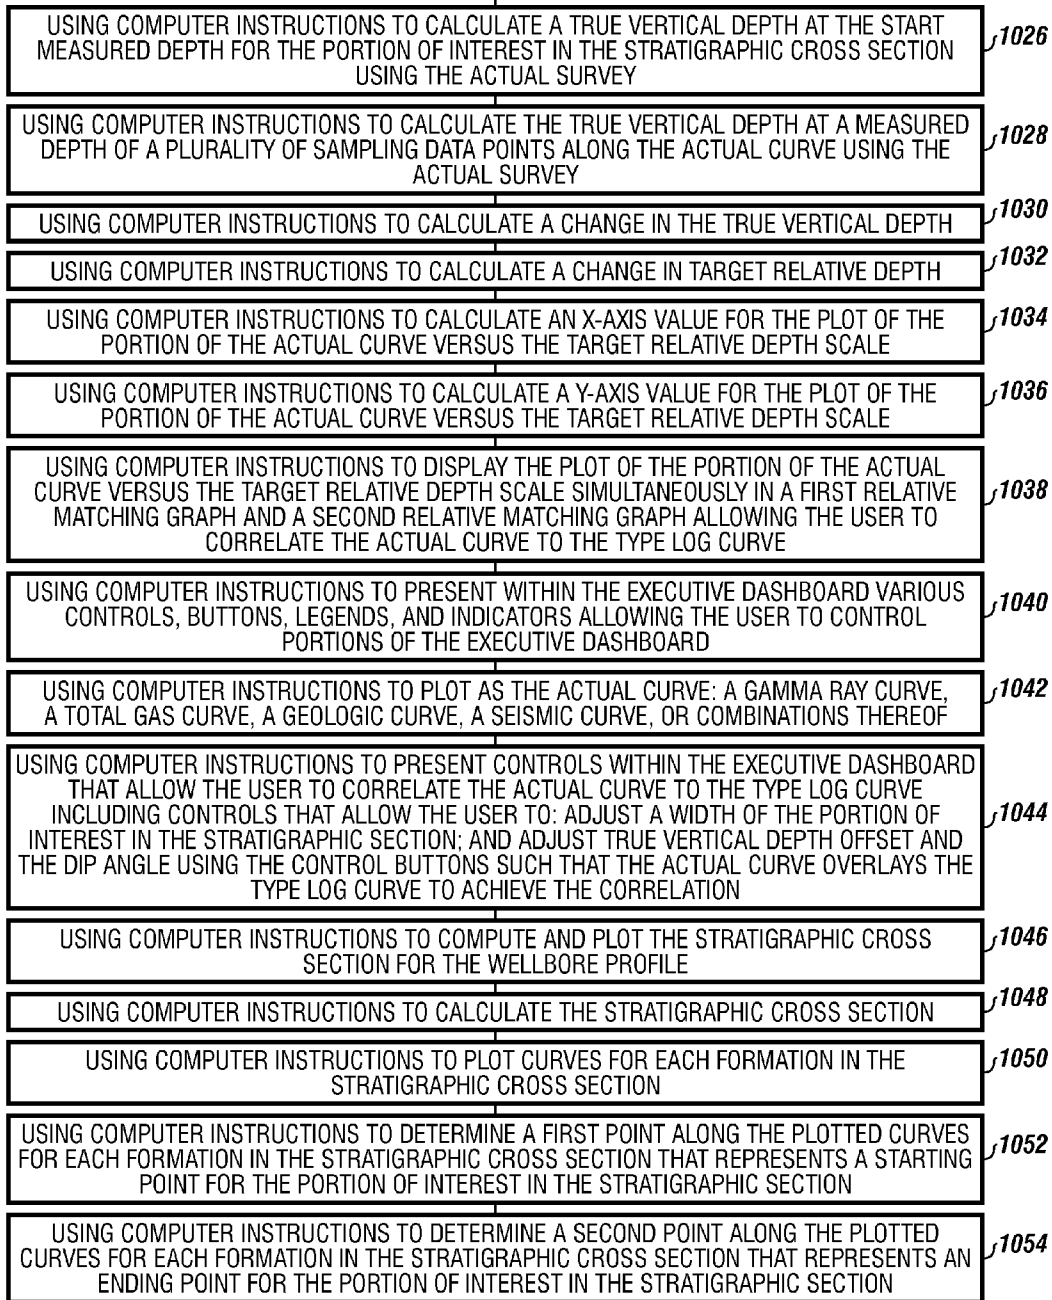 USING COMPUTER INSTRUCTIONS TO CALCULATE A TRUE VERTICAL DEPTH AT THE START
MEASURED DEPTH FOR THE PORTION OF INTEREST IN THE STRATIGRAPHIC CROSS SECTION
USING THE ACTUAL SURVEY
1026
USING COMPUTER INSTRUCTIONS TO CALCULATE THE TRUE VERTICAL DEPTH AT A MEASURED
DEPTH OF A PLURALITY OF SAMPLING DATA POINTS ALONG THE ACTUAL CURVE USING THE
ACTUAL SURVEY
1028
USING COMPUTER INSTRUCTIONS TO CALCULATE A CHANGE IN THE TRUE VERTICAL DEPTH
1030
USING COMPUTER INSTRUCTIONS TO CALCULATE A CHANGE IN TARGET RELATIVE DEPTH
1032
USING COMPUTER INSTRUCTIONS TO CALCULATE AN X-AXIS VALUE FOR THE PLOT OF THE
PORTION OF THE ACTUAL CURVE VERSUS THE TARGET RELATIVE DEPTH SCALE
1034
USING COMPUTER INSTRUCTIONS TO CALCULATE A Y-AXIS VALUE FOR THE PLOT OF THE
PORTION OF THE ACTUAL CURVE VERSUS THE TARGET RELATIVE DEPTH SCALE
1036
USING COMPUTER INSTRUCTIONS TO DISPLAY THE PLOT OF THE PORTION OF THE ACTUAL
CURVE VERSUS THE TARGET RELATIVE DEPTH SCALE SIMULTANEOUSLY IN A FIRST RELATIVE
MATCHING GRAPH AND A SECOND RELATIVE MATCHING GRAPH ALLOWING THE USER TO
CORRELATE THE ACTUAL CURVE TO THE TYPE LOG CURVE
1038
USING COMPUTER INSTRUCTIONS TO PRESENT WITHIN THE EXECUTIVE DASHBOARD VARIOUS
CONTROLS, BUTTONS, LEGENDS, AND INDICATORS ALLOWING THE USER TO CONTROL
PORTIONS OF THE EXECUTIVE DASHBOARD
1040
USING COMPUTER INSTRUCTIONS TO PLOT AS THE ACTUAL CURVE: A GAMMA RAY CURVE,
A TOTAL GAS CURVE, A GEOLOGIC CURVE, A SEISMIC CURVE, OR COMBINATIONS THEREOF
1042
USING COMPUTER INSTRUCTIONS TO PRESENT CONTROLS WITHIN THE EXECUTIVE DASHBOARD
THAT ALLOW THE USER TO CORRELATE THE ACTUAL CURVE TO THE TYPE LOG CURVE
INCLUDING CONTROLS THAT ALLOW THE USER TO: ADJUST A WIDTH OF THE PORTION OF
INTEREST IN THE STRATIGRAPHIC SECTION; AND ADJUST TRUE VERTICAL DEPTH OFFSET AND
THE DIP ANGLE USING THE CONTROL BUTTONS SUCH THAT THE ACTUAL CURVE OVERLAYS THE
TYPE LOG CURVE TO ACHIEVE THE CORRELATION
1044
USING COMPUTER INSTRUCTIONS TO COMPUTE AND PLOT THE STRATIGRAPHIC CROSS
SECTION FOR THE WELLBORE PROFILE
1046
USING COMPUTER INSTRUCTIONS TO CALCULATE THE STRATIGRAPHIC CROSS SECTION
1048
USING COMPUTER INSTRUCTIONS TO PLOT CURVES FOR EACH FORMATION IN THE
STRATIGRAPHIC CROSS SECTION
1050
USING COMPUTER INSTRUCTIONS TO DETERMINE A FIRST POINT ALONG THE PLOTTED CURVES
FOR EACH FORMATION IN THE STRATIGRAPHIC CROSS SECTION THAT REPRESENTS A STARTING
POINT FOR THE PORTION OF INTEREST IN THE STRATIGRAPHIC SECTION
1052
USING COMPUTER INSTRUCTIONS TO DETERMINE A SECOND POINT ALONG THE PLOTTED
CURVES FOR EACH FORMATION IN THE STRATIGRAPHIC CROSS SECTION THAT REPRESENTS AN
ENDING POINT FOR THE PORTION OF INTEREST IN THE STRATIGRAPHIC SECTION
1054